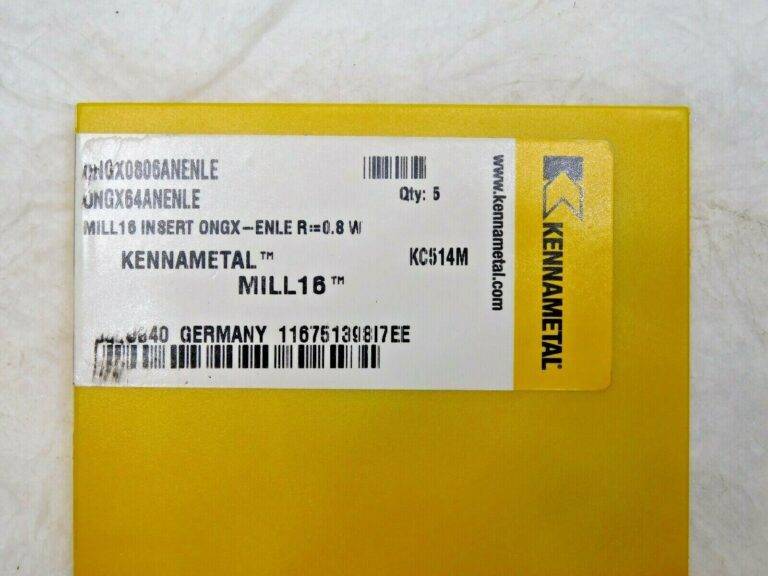 ONGX0806ANENLE
ONGX64ANENLE
Qty: 5
MILL16 INSERT ONGX-ENLE R=0.8 W
KENNAMETAL™ KC514M
MILL16™
GERMANY 11675139817EE
www.kennametal.com
KENNAMETAL